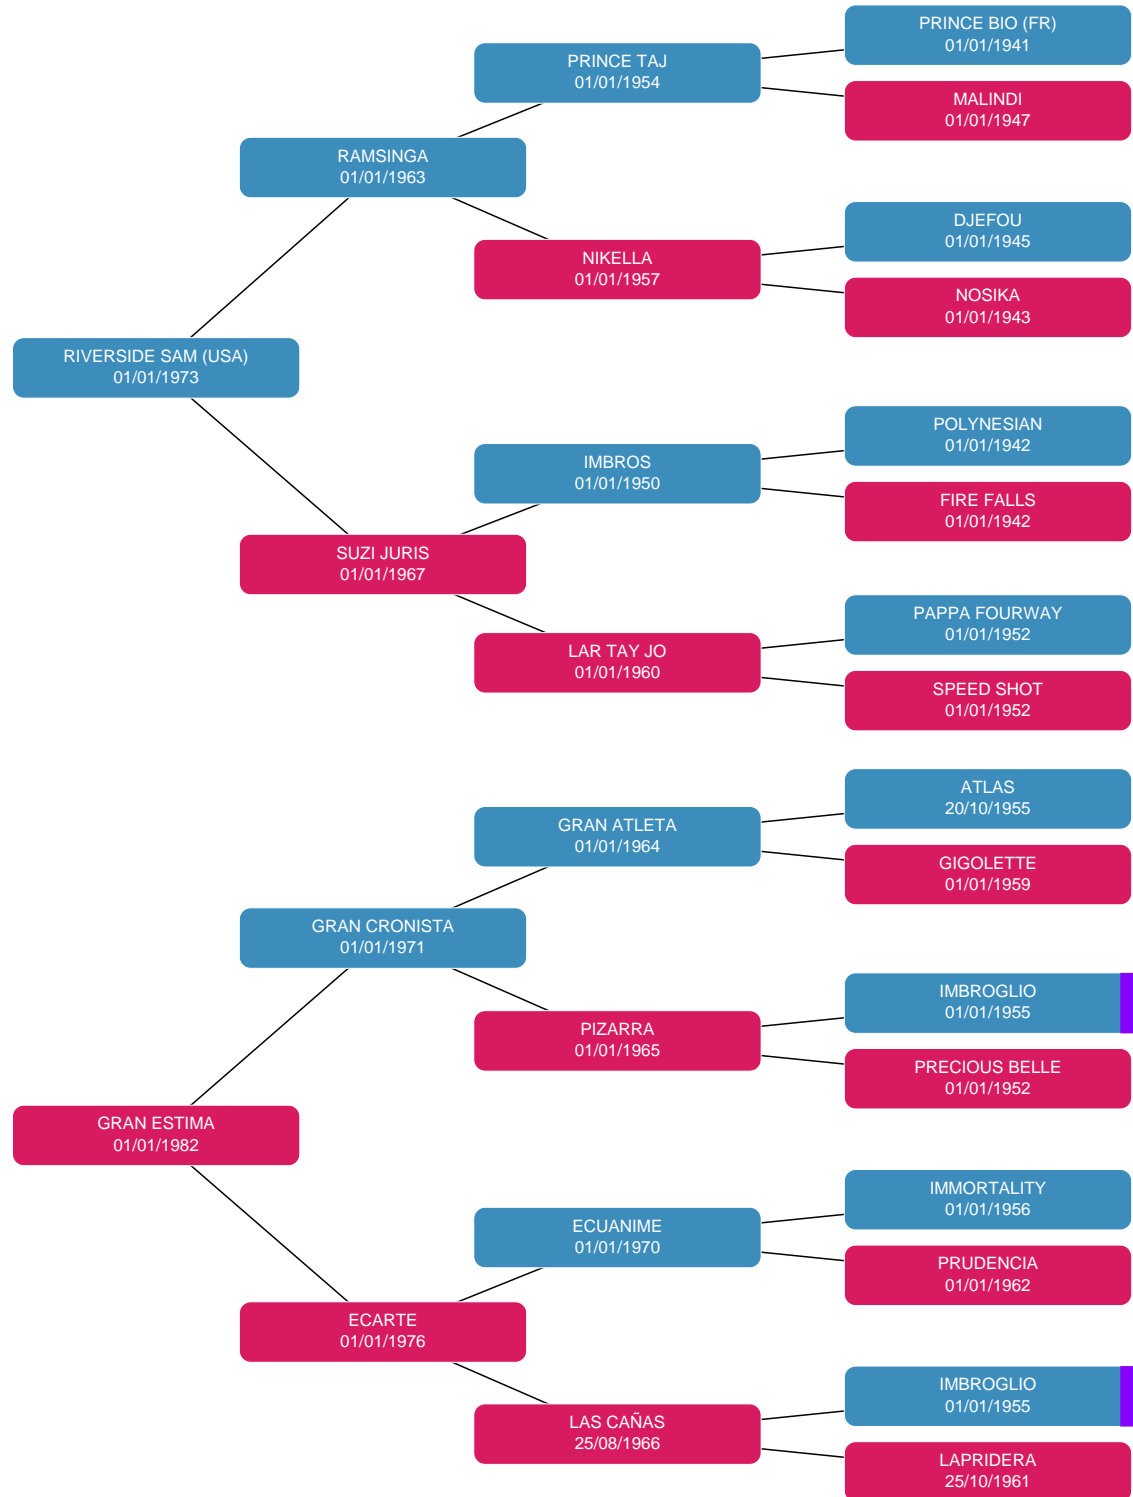 PRINCE BIO (FR)
01/01/1941
PRINCE TAJ
01/01/1954
MALINDI
01/01/1947
RAMSINGA
01/01/1963
DJEFOU
01/01/1945
NIKELLA
01/01/1957
NOSIKA
01/01/1943
RIVERSIDE SAM (USA)
01/01/1973
POLYNESIAN
01/01/1942
IMBROS
01/01/1950
FIRE FALLS
01/01/1942
SUZI JURIS
01/01/1967
PAPPA FOURWAY
01/01/1952
LAR TAY JO
01/01/1960
SPEED SHOT
01/01/1952
ATLAS
20/10/1955
GRAN ATLETA
01/01/1964
GIGOLETTE
01/01/1959
GRAN CRONISTA
01/01/1971
IMBROGLIO
01/01/1955
PIZARRA
01/01/1965
PRECIOUS BELLE
01/01/1952
GRAN ESTIMA
01/01/1982
IMMORTALITY
01/01/1956
ECUANIME
01/01/1970
PRUDENCIA
01/01/1962
ECARTE
01/01/1976
IMBROGLIO
01/01/1955
LAS CAÑAS
25/08/1966
LAPRIDERA
25/10/1961